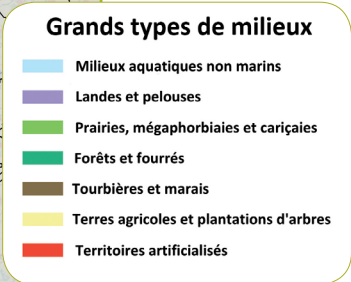 Grands types de milieux
Milieux aquatiques non marins
Landes et pelouses
Prairies, mégaphorbiaies et cariçaies
Forêts et fourrés
Tourbières et marais
Terres agricoles et plantations d'arbres
Territoires artificialisés